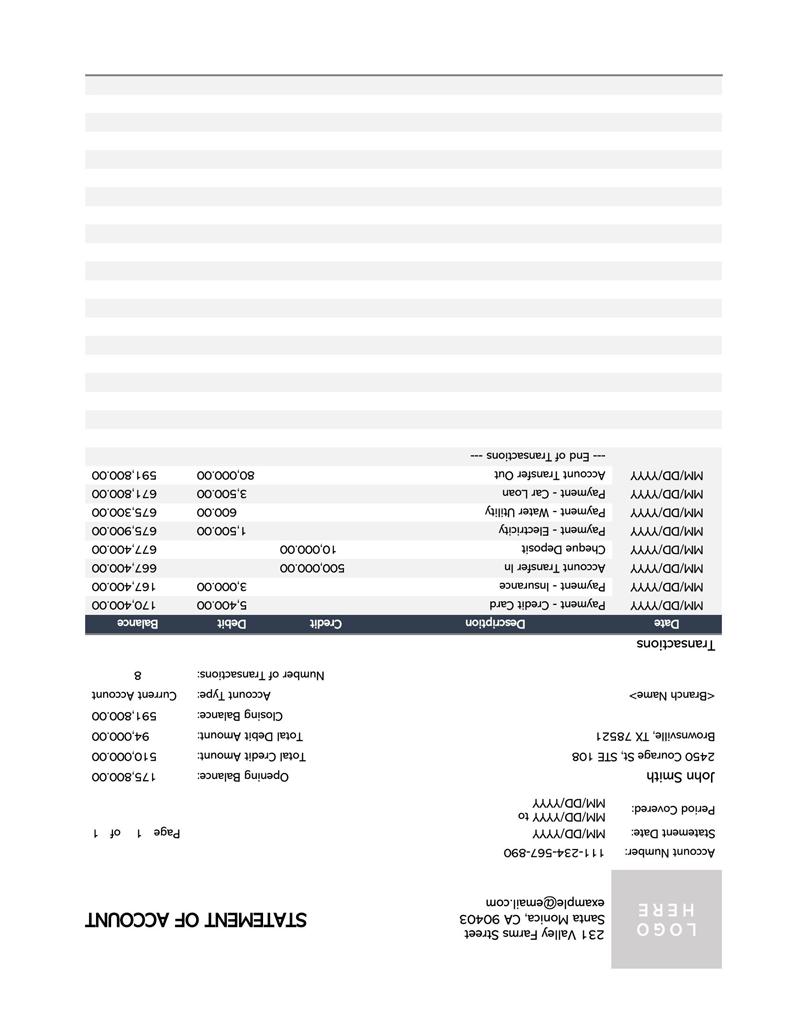 LOGO
HERE
231 Valley Farms Street
Santa Monica, CA 90403
example@email.com
STATEMENT OF ACCOUNT
Account Number: 111-234-567-890
Statement Date: MM/DD/YYYY Page 1 of 1
Period Covered: MM/DD/YYYY to
MM/DD/YYYY
John Smith Opening Balance: 175,800.00
2450 Courage St, STE 108 Total Credit Amount: 510,000.00
Brownsville, TX 78521 Total Debit Amount: 94,000.00
Closing Balance: 591,800.00
<Branch Name> Account Type: Current Account
Number of Transactions: 8
Transactions
Date Description Credit Debit Balance
MM/DD/YYYY Payment - Credit Card 5,400.00 170,400.00
MM/DD/YYYY Payment - Insurance 3,000.00 167,400.00
MM/DD/YYYY Account Transfer In 500,000.00 667,400.00
MM/DD/YYYY Cheque Deposit 10,000.00 677,400.00
MM/DD/YYYY Payment - Electricity 1,500.00 675,900.00
MM/DD/YYYY Payment - Water Utility 600.00 675,300.00
MM/DD/YYYY Payment - Car Loan 3,500.00 671,800.00
MM/DD/YYYY Account Transfer Out 80,000.00 591,800.00
--- End of Transactions ---